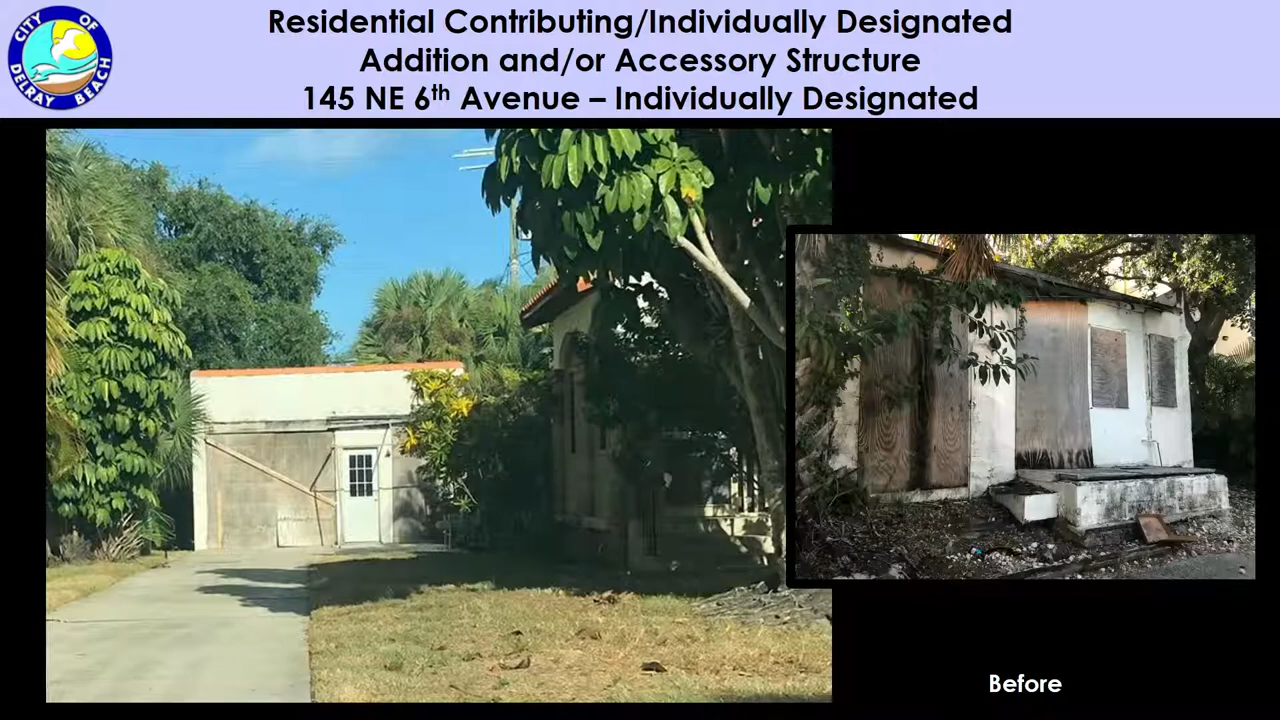 CITY OF
DELRAY BEACH
Residential Contributing/Individually Designated
Addition and/or Accessory Structure
145 NE 6th Avenue – Individually Designated
Before